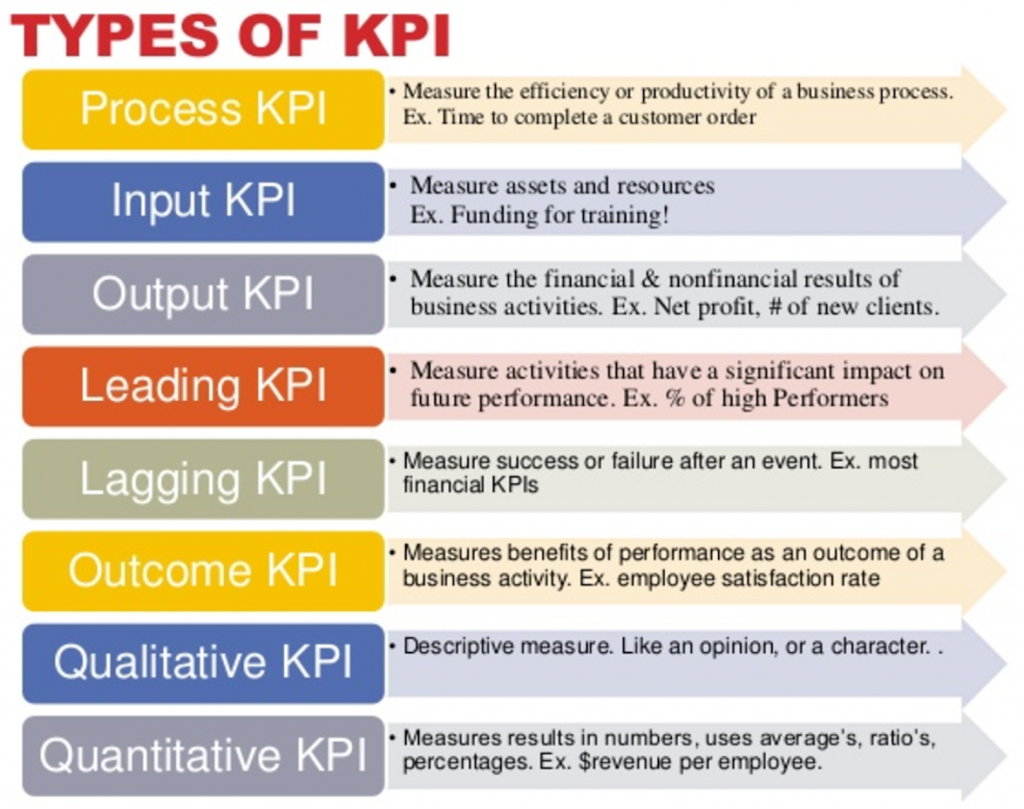 TYPES OF KPI
Process KPI
• Measure the efficiency or productivity of a business process.
Ex. Time to complete a customer order
Input KPI
• Measure assets and resources
Ex. Funding for training!
Output KPI
• Measure the financial & nonfinancial results of
business activities. Ex. Net profit, # of new clients.
Leading KPI
• Measure activities that have a significant impact on
future performance. Ex. % of high Performers
Lagging KPI
• Measure success or failure after an event. Ex. most
financial KPIs
Outcome KPI
• Measures benefits of performance as an outcome of a
business activity. Ex. employee satisfaction rate
Qualitative KPI
• Descriptive measure. Like an opinion, or a character. .
Quantitative KPI
• Measures results in numbers, uses average's, ratio's,
percentages. Ex. $revenue per employee.